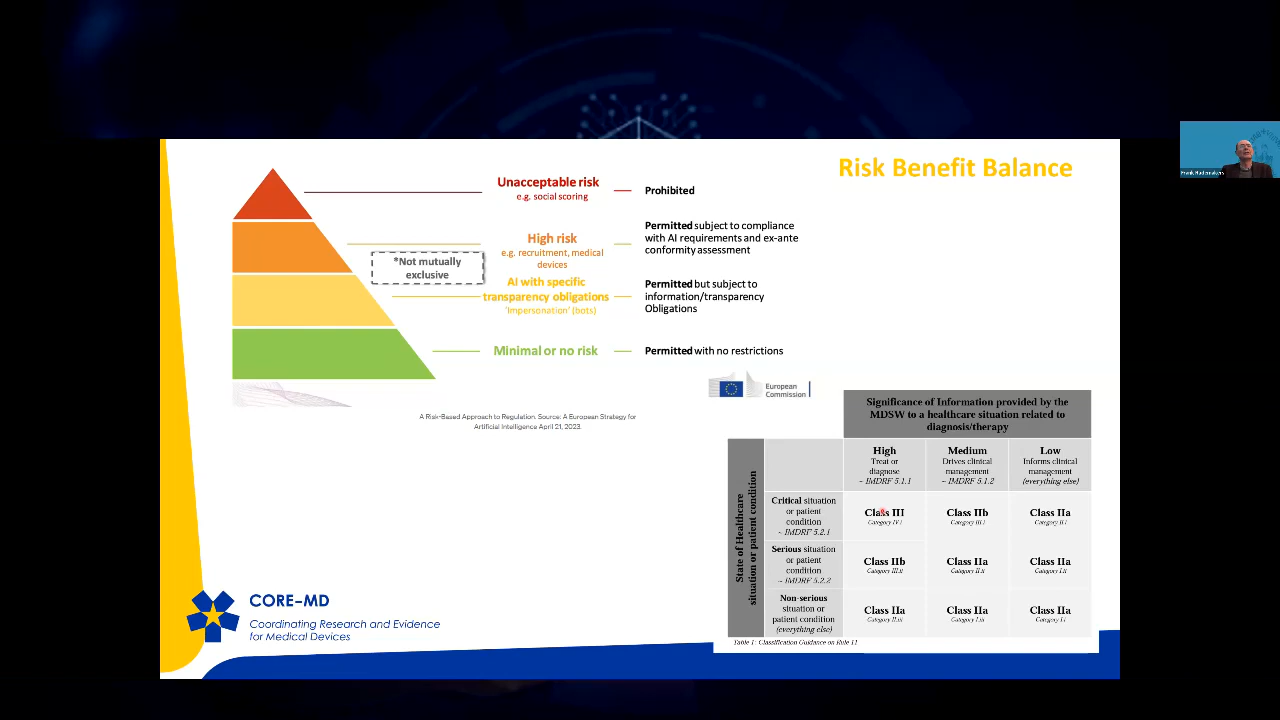 Risk Benefit Balance
Unacceptable risk
e.g. social scoring
Prohibited
High risk
e.g. recruitment, medical
devices
Permitted subject to compliance
with AI requirements and ex-ante
conformity assessment
*Not mutually
exclusive
AI with specific
transparency obligations
'Impersonation' (bots)
Permitted but subject to
information/transparency
Obligations
Minimal or no risk
Permitted with no restrictions
A Risk-Based Approach to Regulation. Source: A European Strategy for
Artificial Intelligence April 21, 2023.
European
Commission
Significance of Information provided by the
MDSW to a healthcare situation related to
diagnosis/therapy
State of Healthcare
situation or patient condition
High
Treat or
diagnose
~ IMDRF 5.1.1
Medium
Drives clinical
management
~ IMDRF 5.1.2
Low
Informs clinical
management
(everything else)
Critical situation
or patient
condition
~ IMDRF 5.2.1
Class III
Category IV.i
Class IIb
Category III.i
Class IIa
Category II.i
Serious situation
or patient
condition
~ IMDRF 5.2.2
Class IIb
Category III.ii
Class IIa
Category II.ii
Class IIa
Category I.ii
Non-serious
situation or
patient condition
(everything else)
Class IIa
Category II.iii
Class IIa
Category I.iii
Class IIa
Category I.i
Table 1: Classification Guidance on Rule 11
CORE–MD
Coordinating Research and Evidence
for Medical Devices
Frank Rademakers